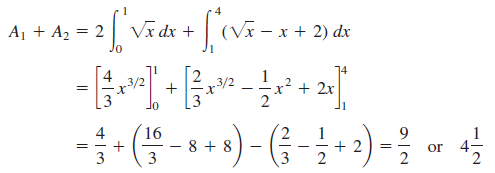 A₁ + A₂ = 2 ∫₀¹ √x dx + ∫₁⁴ (√x − x + 2) dx
= [4/3 x^{3/2}]₀¹ + [2/3 x^{3/2} − 1/2 x² + 2x]₁⁴
= 4/3 + (16/3 − 8 + 8) − (2/3 − 1/2 + 2) = 9/2 or 4 1/2